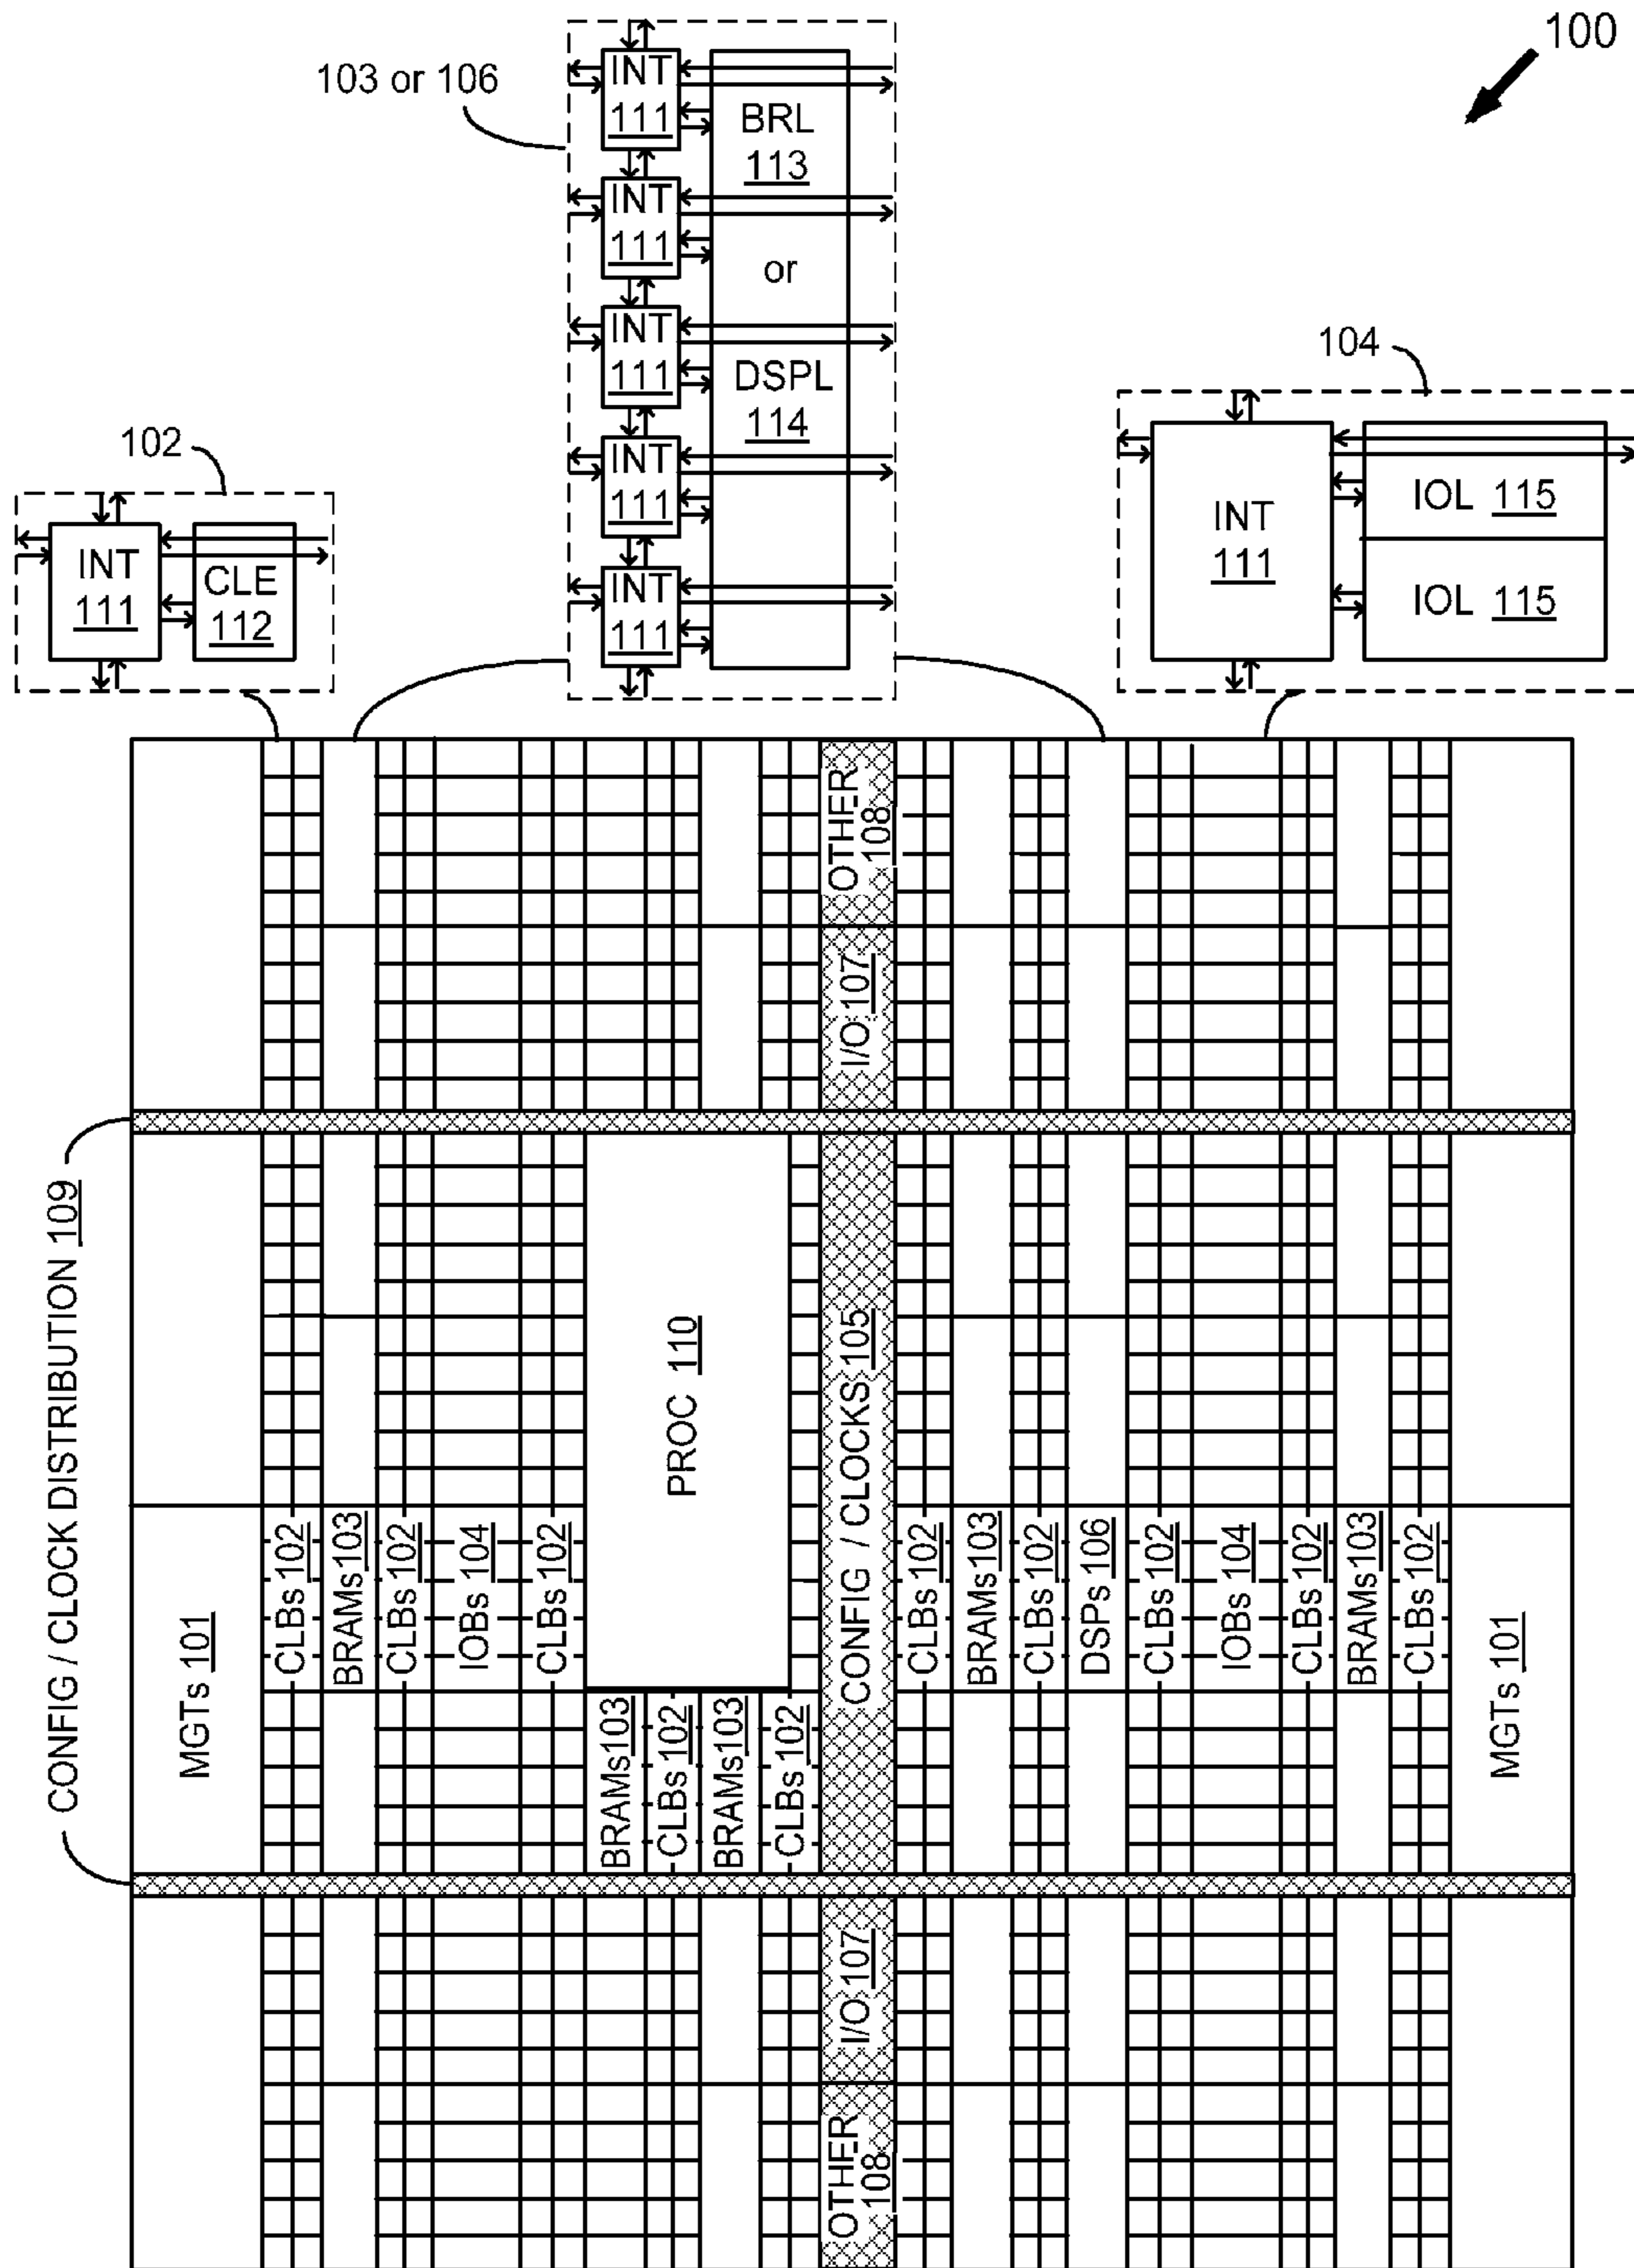 100
103 or 106
INT
111
INT
111
INT
111
INT
111
INT
111
BRL
113
or
DSPL
114
104
INT
111
IOL 115
IOL 115
102
INT
111
CLE
112
OTHER
108
I/O 107
CONFIG / CLOCK DISTRIBUTION 109
PROC 110
CONFIG / CLOCKS 105
MGTs 101
CLBs 102
BRAMs 103
CLBs 102
IOBs 104
CLBs 102
BRAMs 103
CLBs 102
BRAMs 103
CLBs 102
CLBs 102
BRAMs 103
CLBs 102
DSPs 106
CLBs 102
IOBs 104
CLBs 102
BRAMs 103
CLBs 102
MGTs 101
I/O 107
OTHER
108